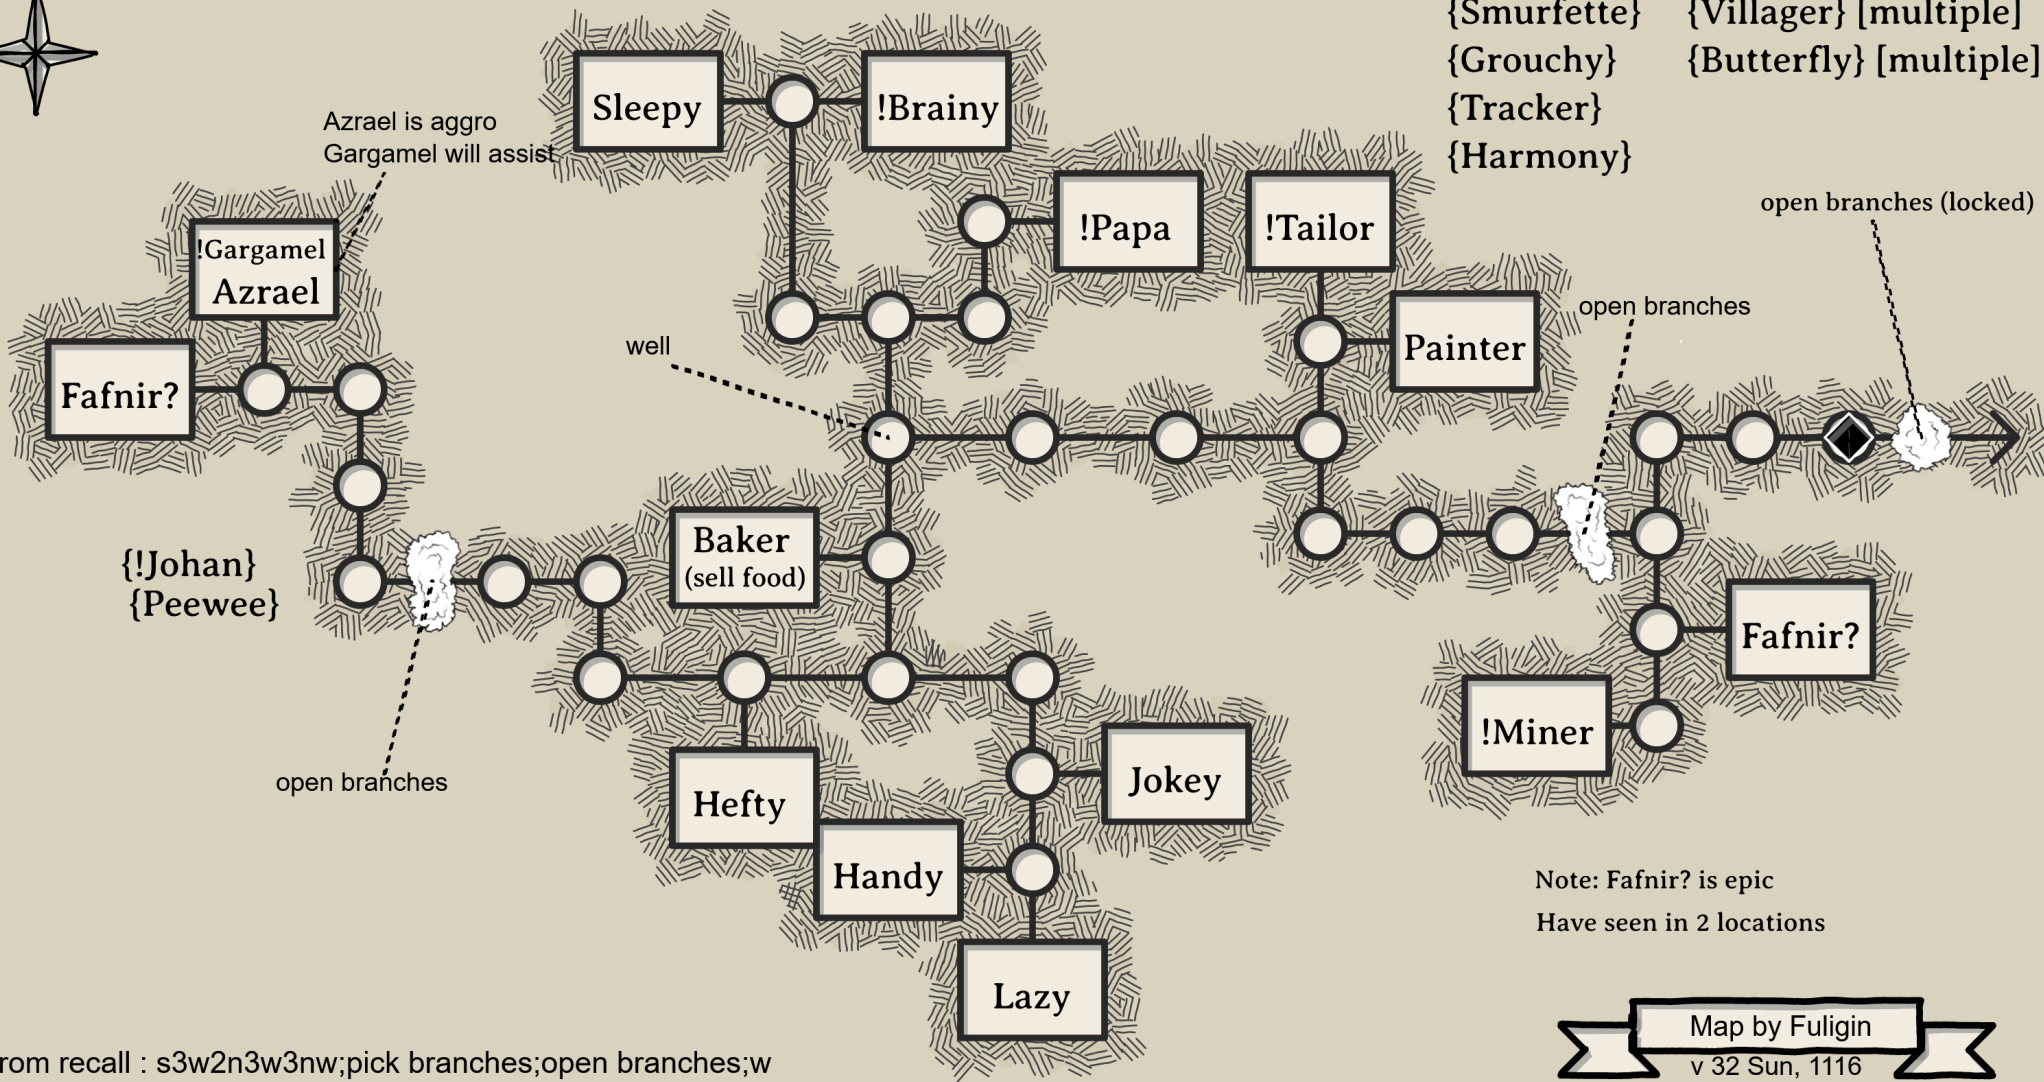 {Smurfette} {Villager} [multiple]
{Grouchy} {Butterfly} [multiple]
{Tracker}
{Harmony}
Sleepy
!Brainy
Azrael is aggro
Gargamel will assist
!Papa
!Tailor
open branches (locked)
!Gargamel
Azrael
Painter
open branches
well
Fafnir?
Baker
(sell food)
{!Johan}
{Peewee}
Fafnir?
!Miner
open branches
Hefty
Jokey
Handy
Note: Fafnir? is epic
Have seen in 2 locations
Lazy
Map by Fuligin
v 32 Sun, 1116
rom recall : s3w2n3w3nw;pick branches;open branches;w